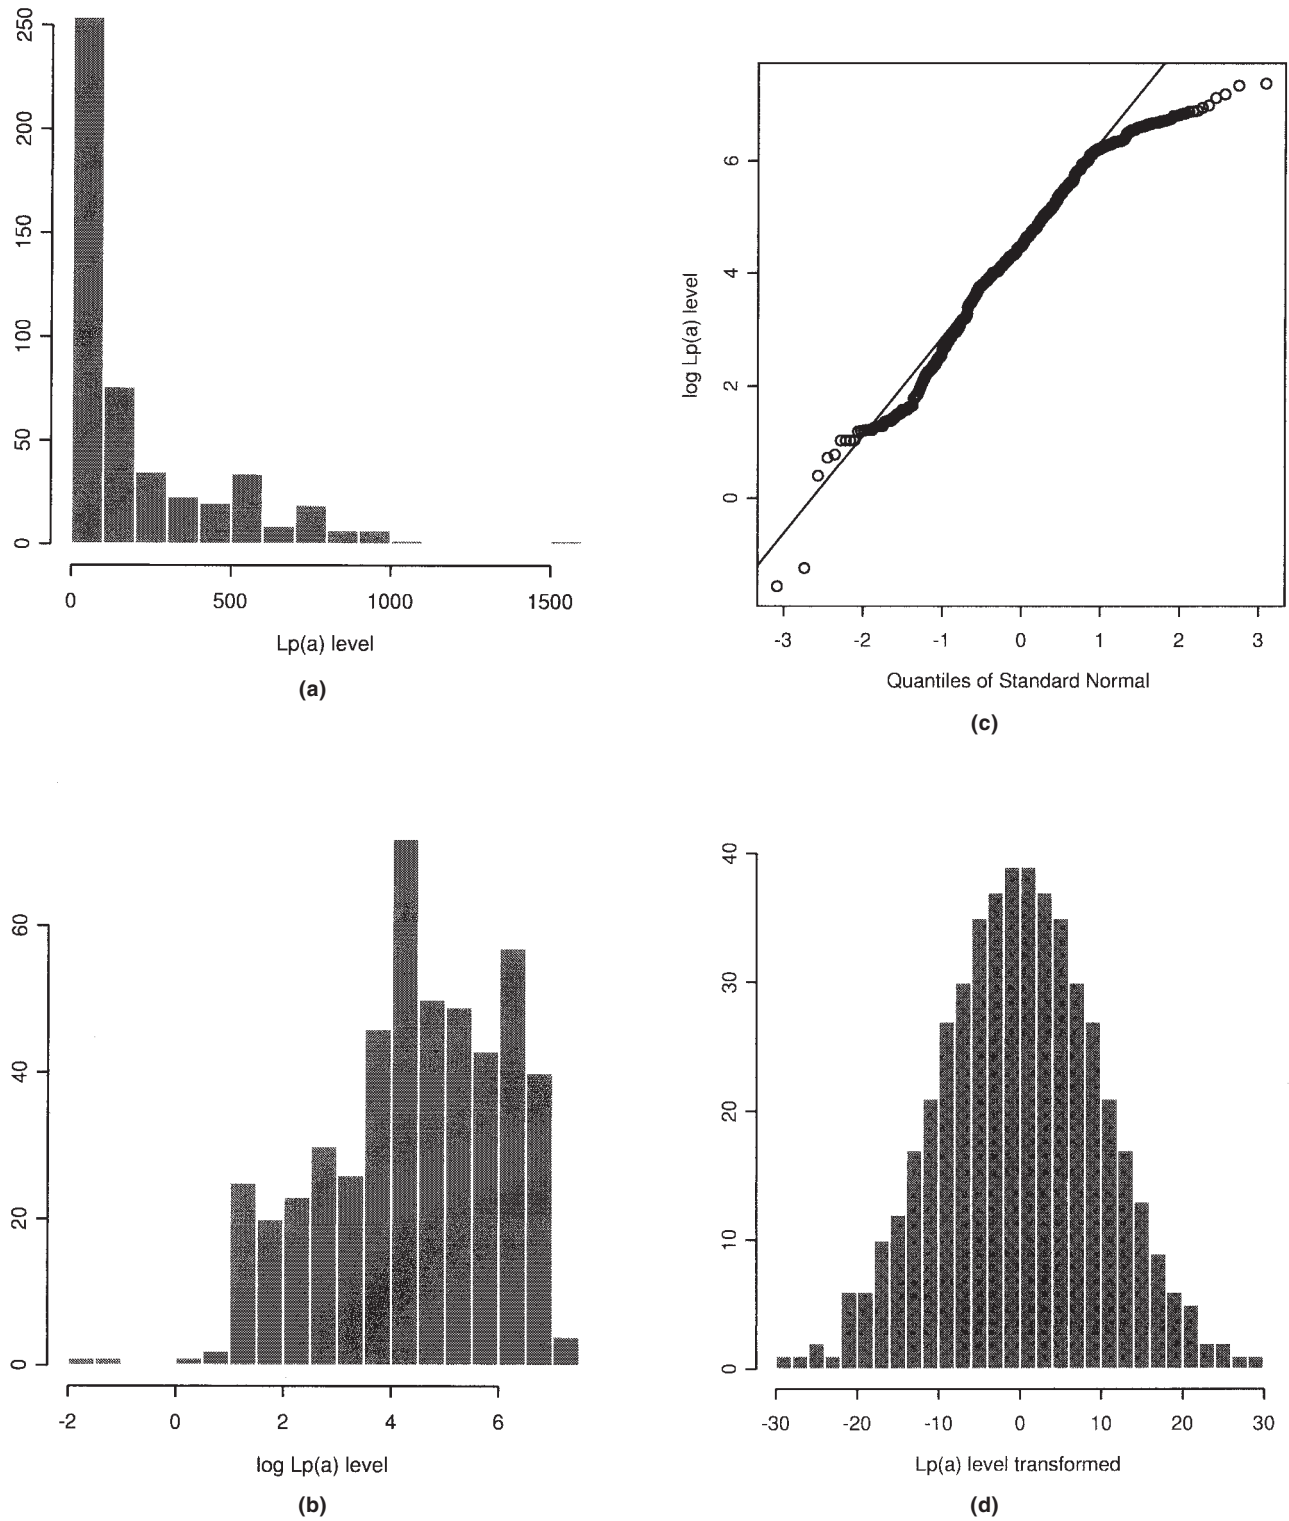 250
200
150
100
50
0
0 500 1000 1500
Lp(a) level
(a)
6
4
2
0
log Lp(a) level
-3 -2 -1 0 1 2 3
Quantiles of Standard Normal
(c)
60
40
20
0
-2 0 2 4 6
log Lp(a) level
(b)
40
30
20
10
0
-30 -20 -10 0 10 20 30
Lp(a) level transformed
(d)